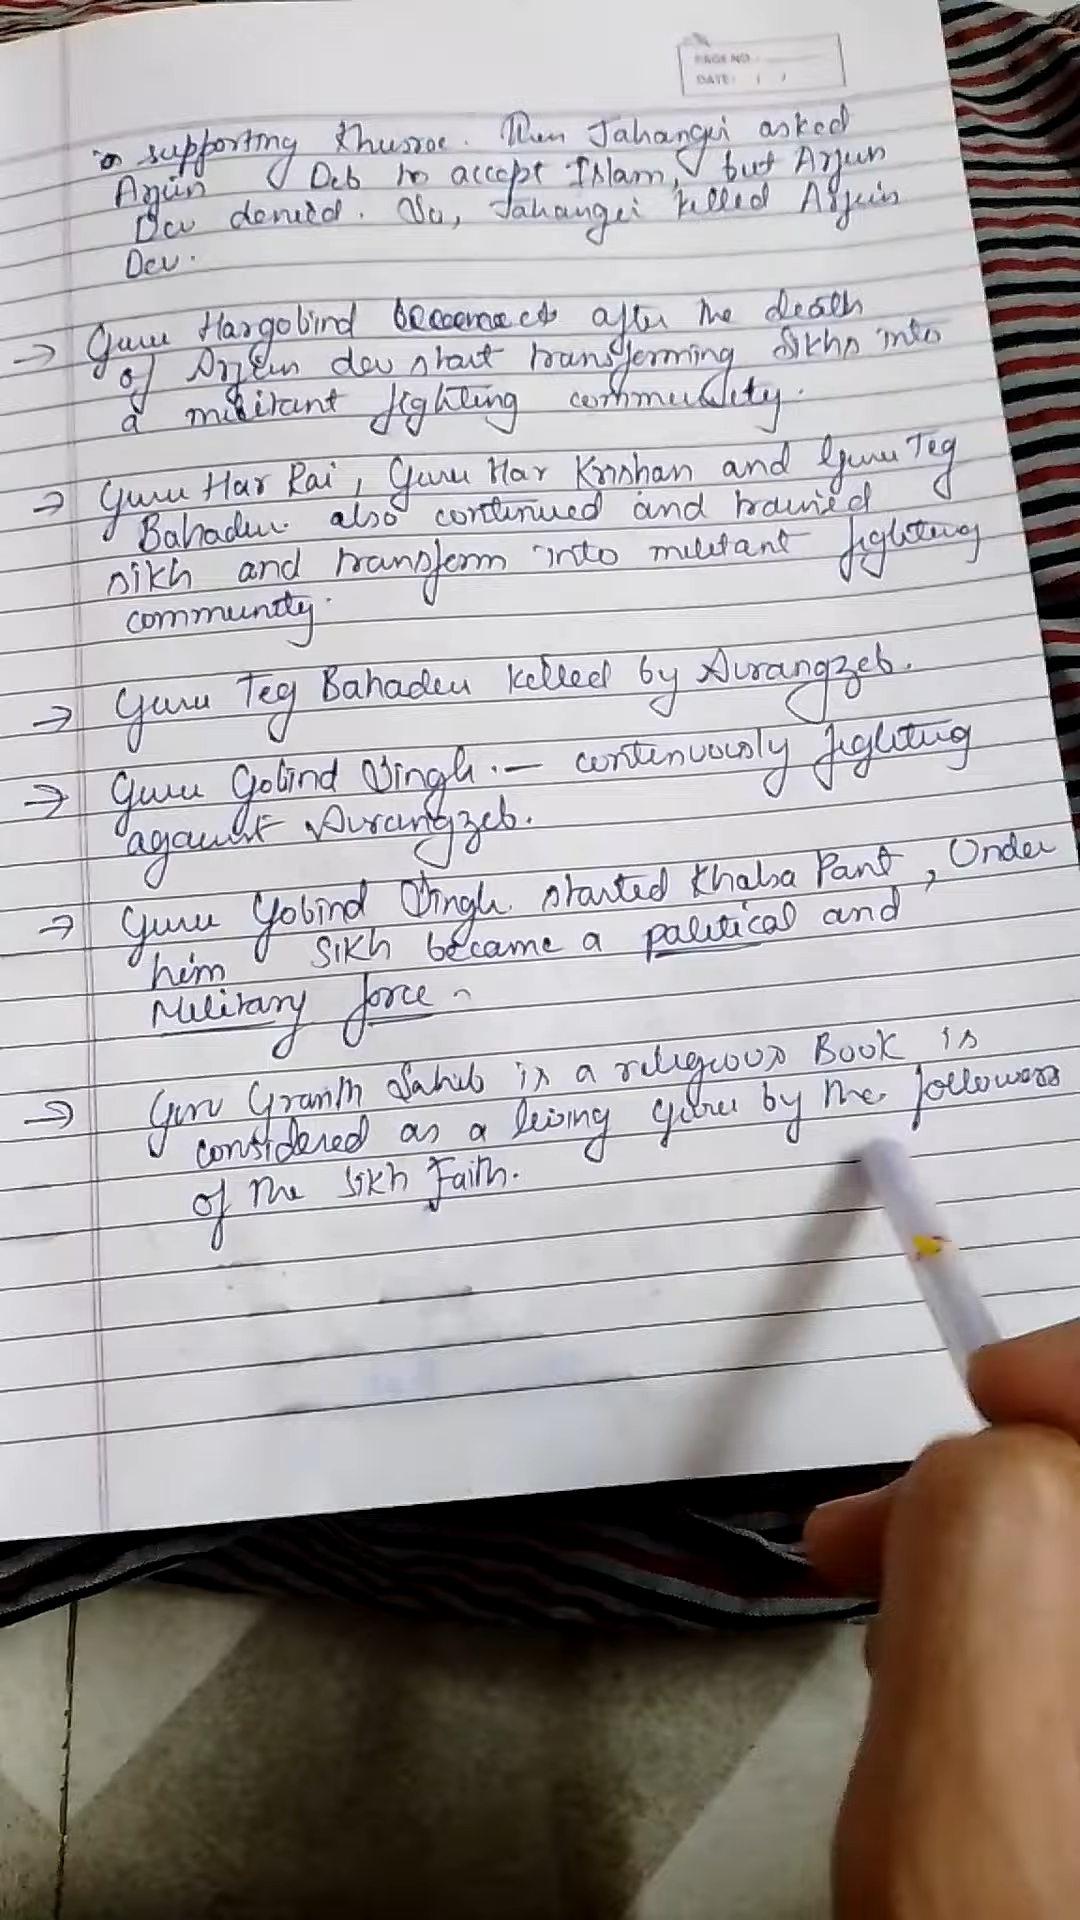 PAGE NO.:
DATE: / /
supporting Khusroe. Then Jahangir asked
Arjun Deb to accept Islam, but Arjun
Dev denied. So, Jahangir killed Arjun
Dev.
→ Guru Hargobind after the death
of Arjun dev start transforming sikhs into
a militant fighting community.
→ Guru Har Rai, Guru Har Krishan and Guru Teg
Bahadur also continued and trained
sikh and transform into militant fighting
community.
→ Guru Teg Bahadur killed by Aurangzeb.
→ Guru Gobind Singh. — continuously fighting
against Aurangzeb.
→ Guru Gobind Singh started Khalsa Pant, Under
him Sikh became a political and
Military force.
→ Guru Granth Sahib is a religious Book is
considered as a living guru by the followers
of the Sikh Faith.